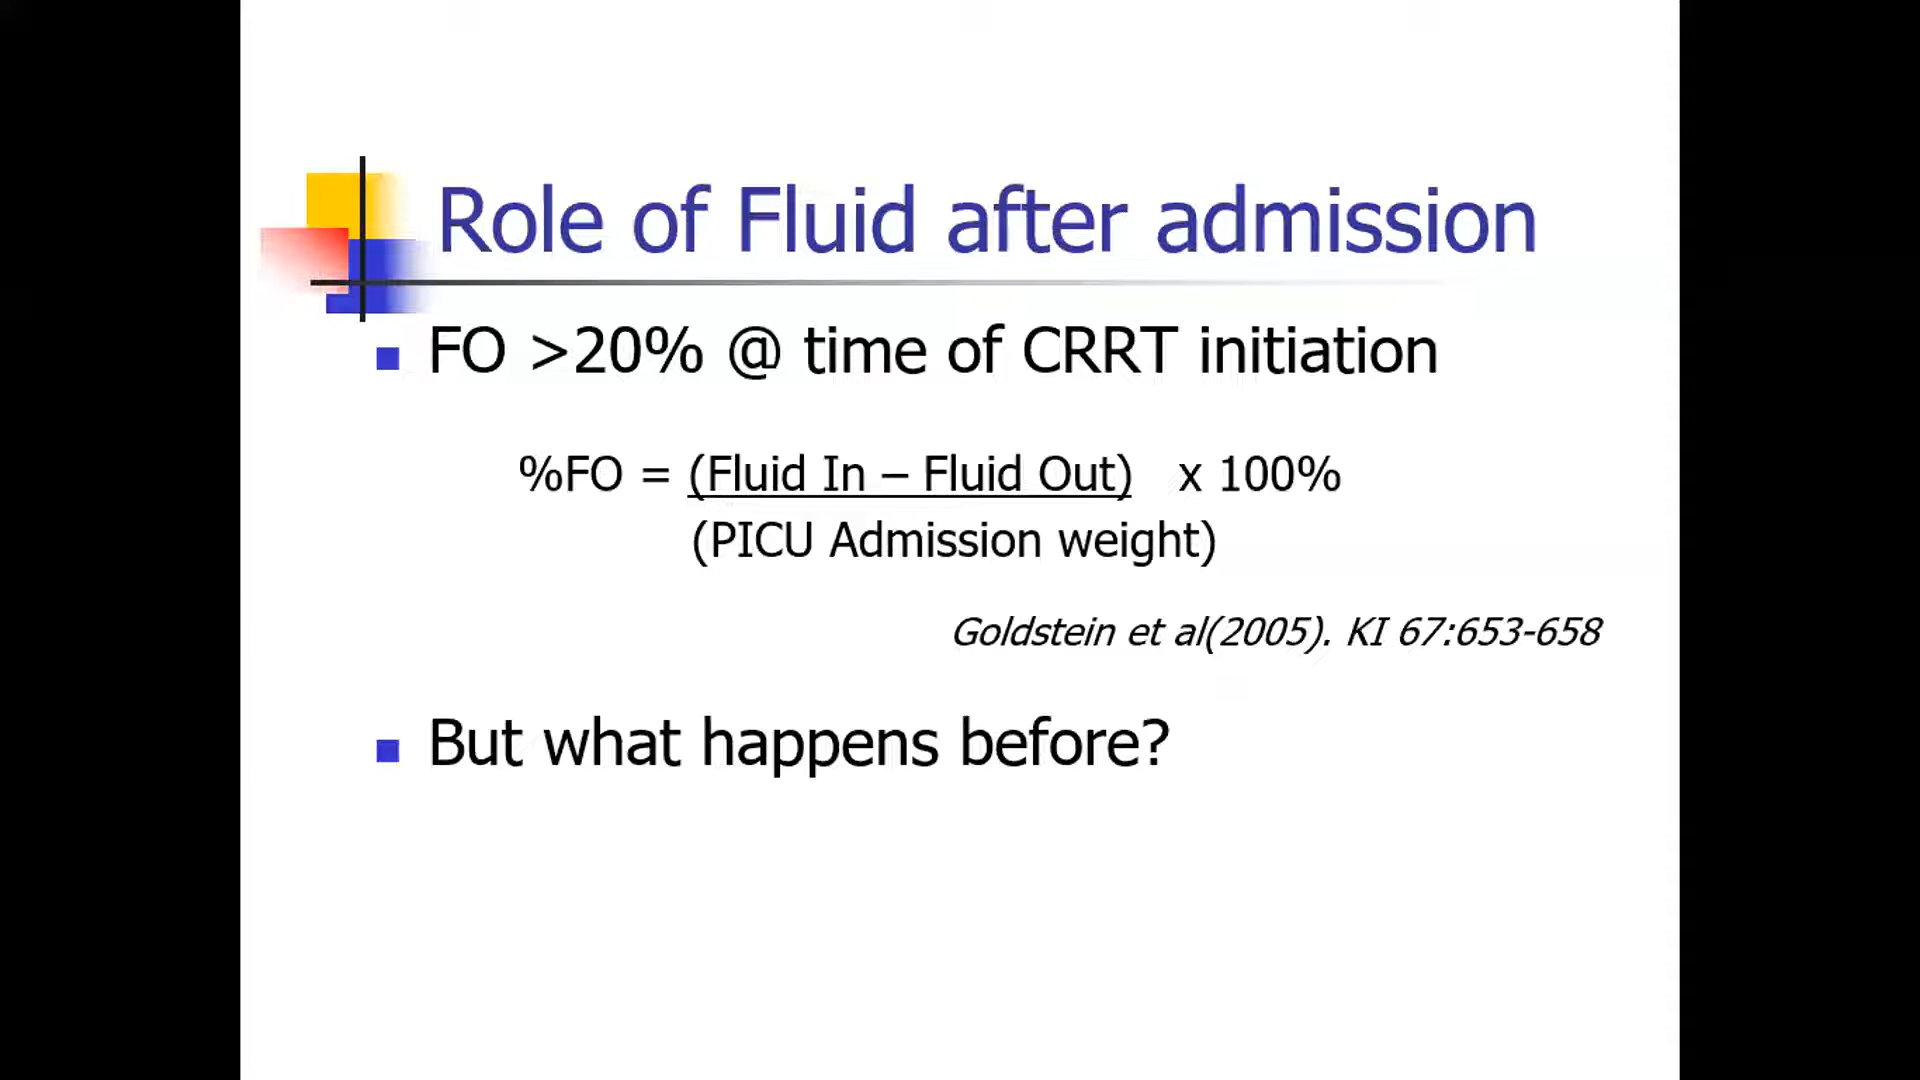 Role of Fluid after admission
FO >20% @ time of CRRT initiation
%FO = (Fluid In – Fluid Out) x 100%
(PICU Admission weight)
Goldstein et al(2005). KI 67:653-658
But what happens before?